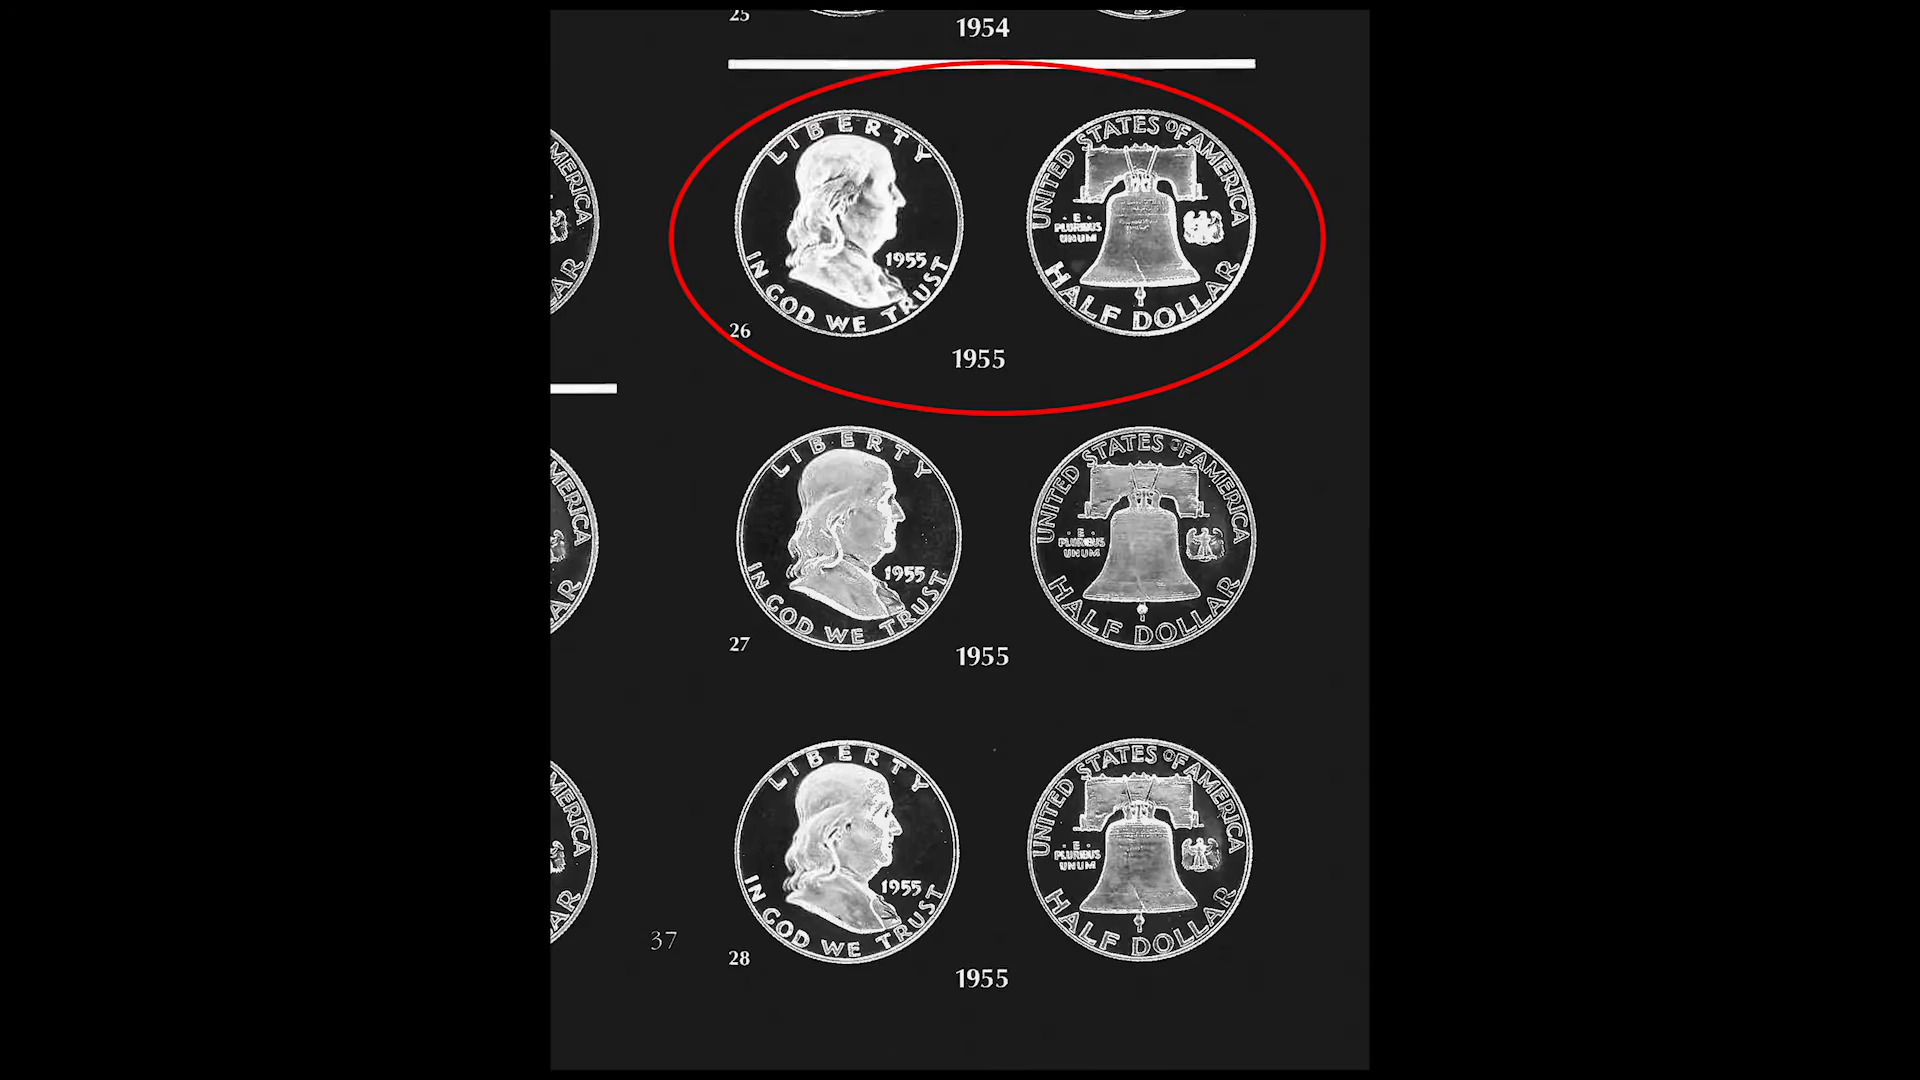 25
1954
LIBERTY
IN GOD WE TRUST
1955
UNITED STATES OF AMERICA
E
PLURIBUS
UNUM
HALF DOLLAR
26
1955
LIBERTY
IN GOD WE TRUST
1955
UNITED STATES OF AMERICA
E
PLURIBUS
UNUM
HALF DOLLAR
27
1955
LIBERTY
IN GOD WE TRUST
1955
UNITED STATES OF AMERICA
E
PLURIBUS
UNUM
HALF DOLLAR
28
1955
37
MERICA
LAR
MERICA
AR
MERICA
AR